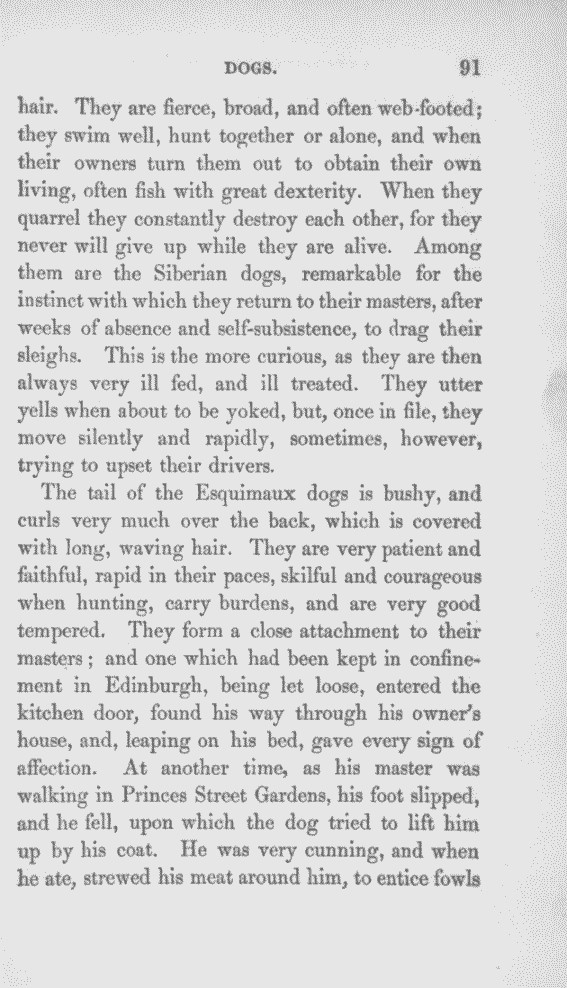 DOGS. 91
hair. They are fierce, broad, and often web-footed;
they swim well, hunt together or alone, and when
their owners turn them out to obtain their own
living, often fish with great dexterity. When they
quarrel they constantly destroy each other, for they
never will give up while they are alive. Among
them are the Siberian dogs, remarkable for the
instinct with which they return to their masters, after
weeks of absence and self-subsistence, to drag their
sleighs. This is the more curious, as they are then
always very ill fed, and ill treated. They utter
yells when about to be yoked, but, once in file, they
move silently and rapidly, sometimes, however,
trying to upset their drivers.
The tail of the Esquimaux dogs is bushy, and
curls very much over the back, which is covered
with long, waving hair. They are very patient and
faithful, rapid in their paces, skilful and courageous
when hunting, carry burdens, and are very good
tempered. They form a close attachment to their
masters; and one which had been kept in confine-
ment in Edinburgh, being let loose, entered the
kitchen door, found his way through his owner's
house, and, leaping on his bed, gave every sign of
affection. At another time, as his master was
walking in Princes Street Gardens, his foot slipped,
and he fell, upon which the dog tried to lift him
up by his coat. He was very cunning, and when
he ate, strewed his meat around him, to entice fowls